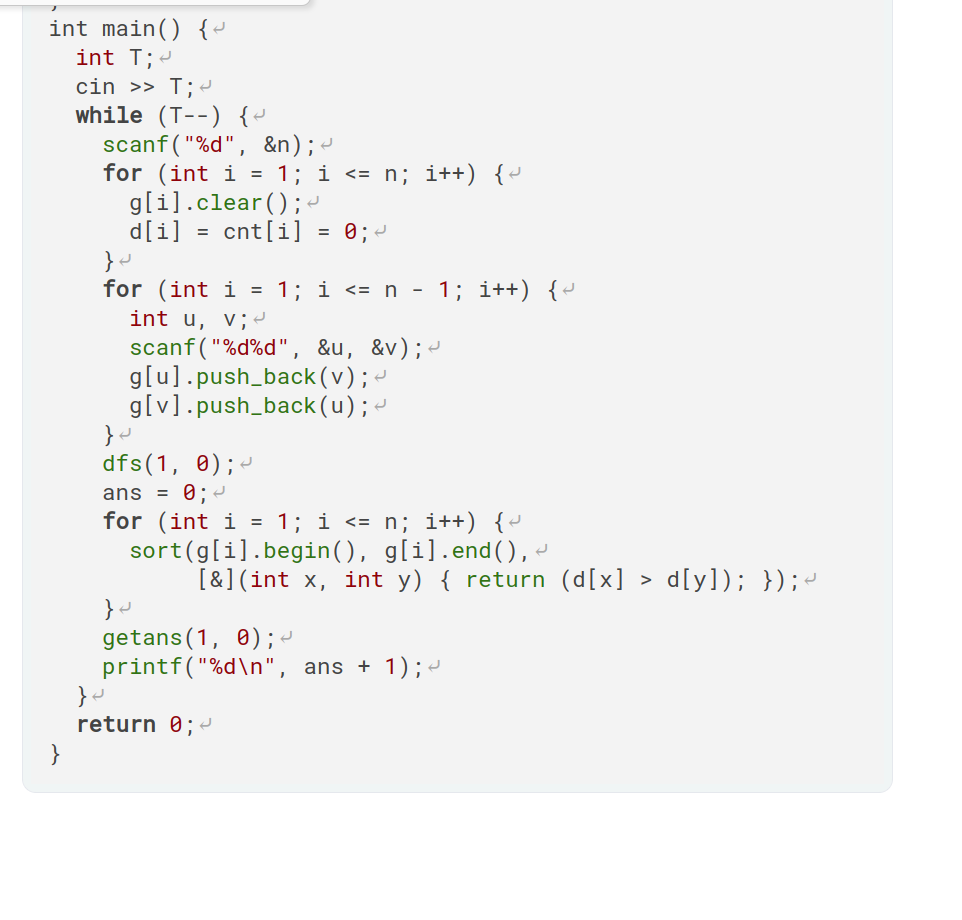 int main() {↵
  int T;↵
  cin >> T;↵
  while (T--) {↵
    scanf("%d", &n);↵
    for (int i = 1; i <= n; i++) {↵
      g[i].clear();↵
      d[i] = cnt[i] = 0;↵
    }↵
    for (int i = 1; i <= n - 1; i++) {↵
      int u, v;↵
      scanf("%d%d", &u, &v);↵
      g[u].push_back(v);↵
      g[v].push_back(u);↵
    }↵
    dfs(1, 0);↵
    ans = 0;↵
    for (int i = 1; i <= n; i++) {↵
      sort(g[i].begin(), g[i].end(),↵
           [&](int x, int y) { return (d[x] > d[y]); });↵
    }↵
    getans(1, 0);↵
    printf("%d\n", ans + 1);↵
  }↵
  return 0;↵
}